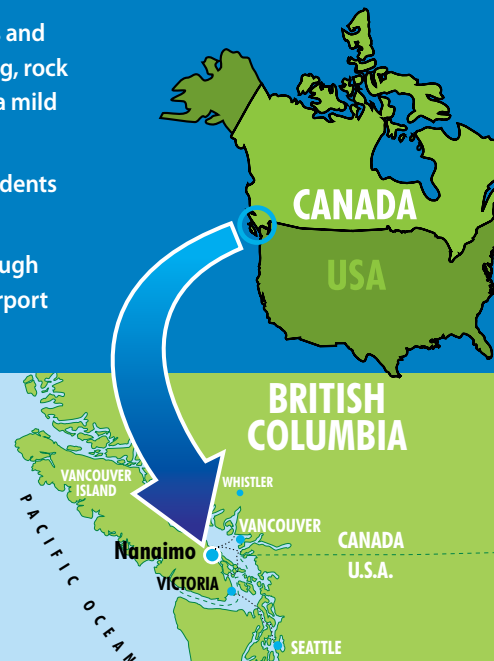 and
g, rock
a mild
dents
ugh
rport
CANADA
USA
BRITISH
COLUMBIA
VANCOUVER
ISLAND
WHISTLER
VANCOUVER
CANADA
U.S.A.
Nanaimo
VICTORIA
PACIFIC OCEAN
SEATTLE